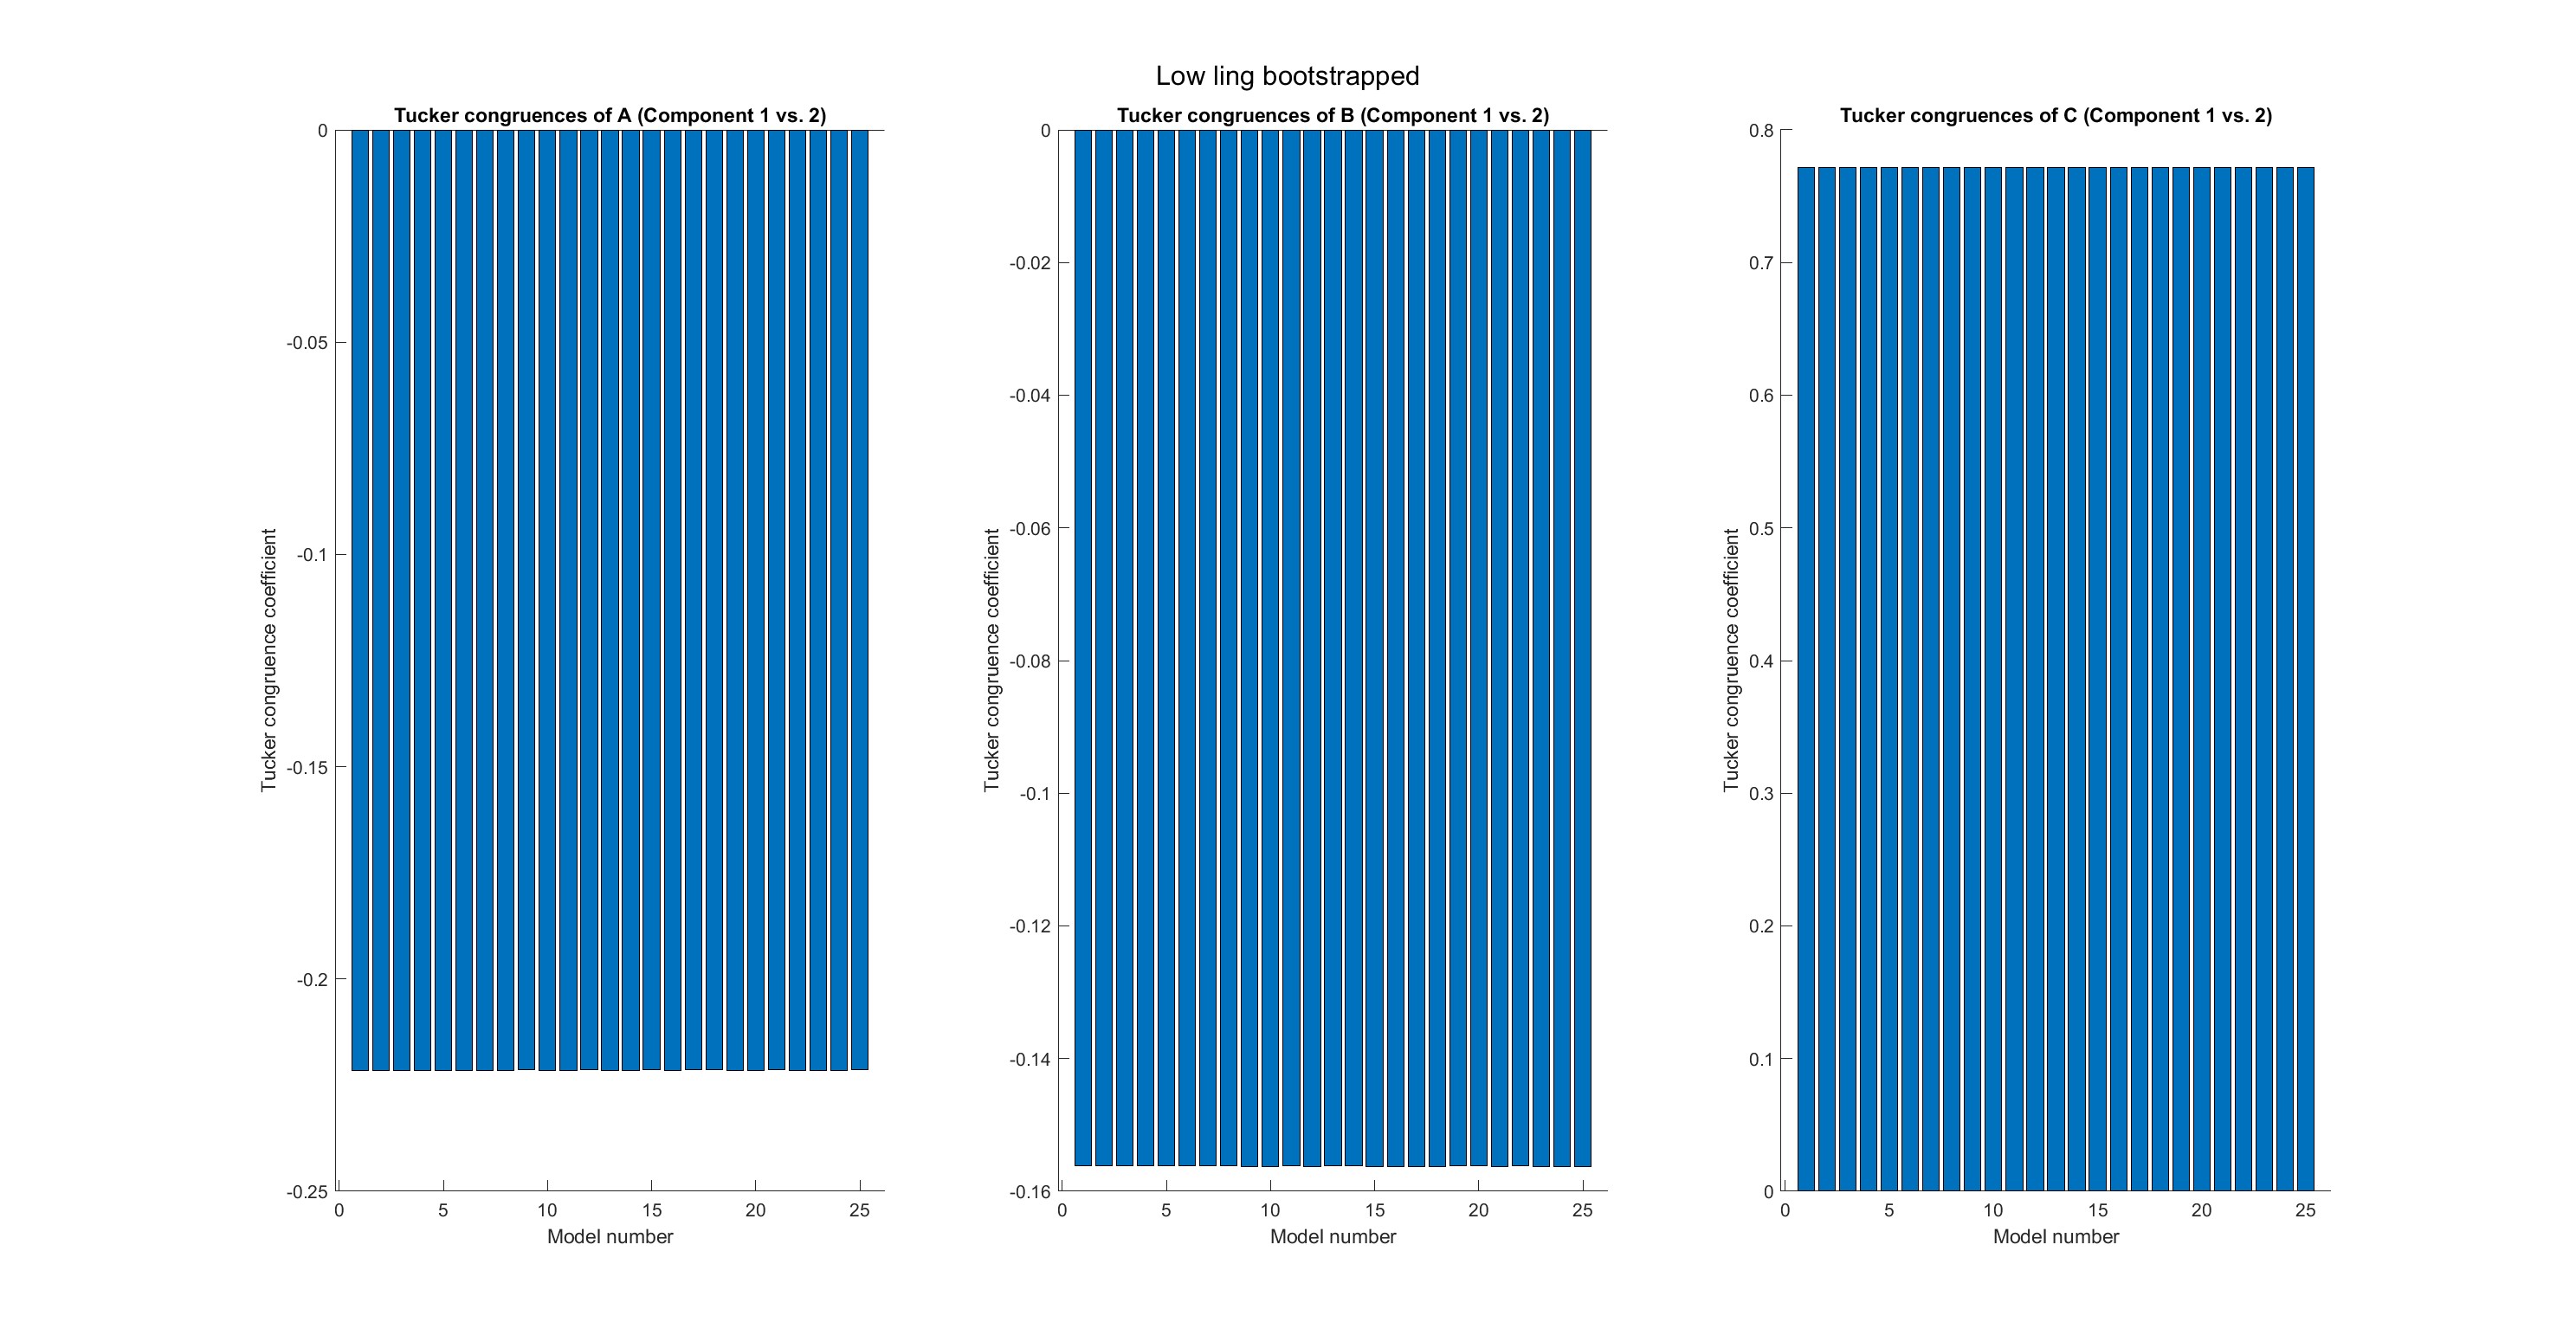 Low ling bootstrapped
Tucker congruences of A (Component 1 vs. 2)
0
-0.05
-0.1
-0.15
-0.2
-0.25
Tucker congruence coefficient
0 5 10 15 20 25
Model number
Tucker congruences of B (Component 1 vs. 2)
0
-0.02
-0.04
-0.06
-0.08
-0.1
-0.12
-0.14
-0.16
Tucker congruence coefficient
0 5 10 15 20 25
Model number
Tucker congruences of C (Component 1 vs. 2)
0.8
0.7
0.6
0.5
0.4
0.3
0.2
0.1
0
Tucker congruence coefficient
0 5 10 15 20 25
Model number